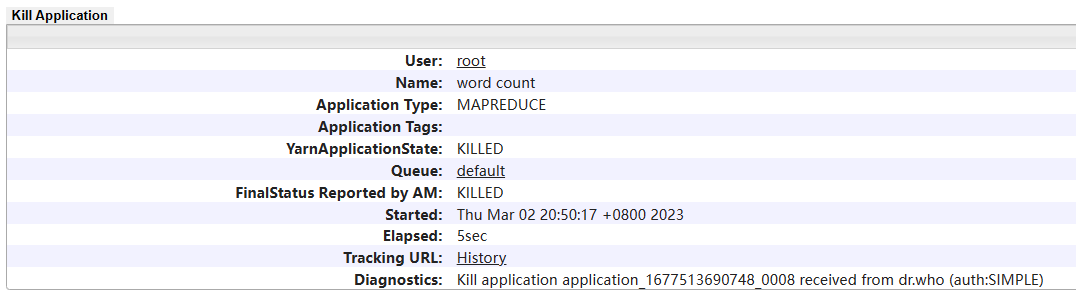 Kill Application
User: root
Name: word count
Application Type: MAPREDUCE
Application Tags:
YarnApplicationState: KILLED
Queue: default
FinalStatus Reported by AM: KILLED
Started: Thu Mar 02 20:50:17 +0800 2023
Elapsed: 5sec
Tracking URL: History
Diagnostics: Kill application application_1677513690748_0008 received from dr.who (auth:SIMPLE)